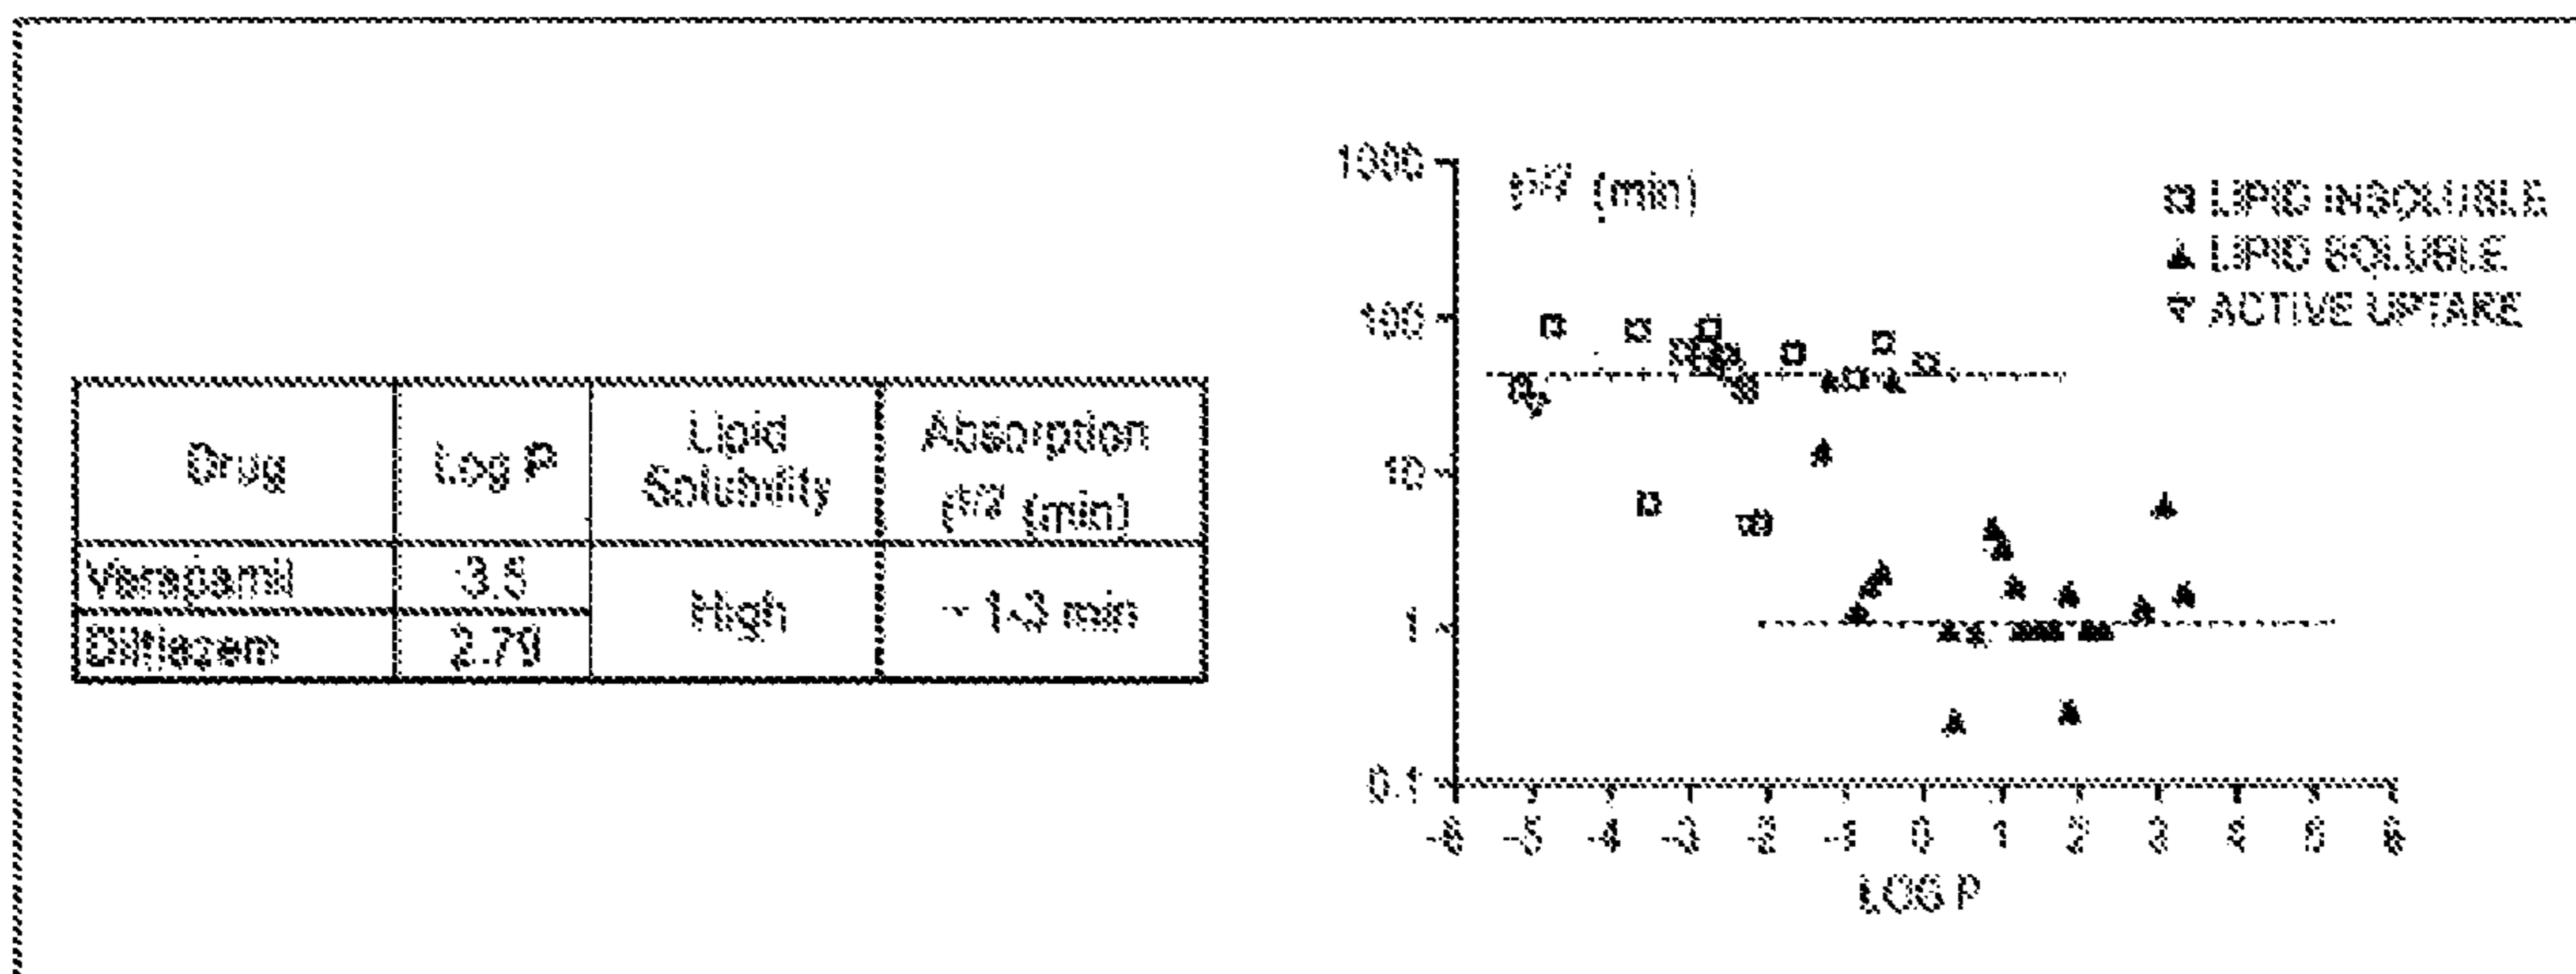 Drug
Log P
Lipid
Solubility
Absorption
t1/2 (min)
Verapamil
3.5
High
~ 1-3 min
Diltiazem
2.79
1000
100
10
1
0.1
t1/2 (min)
LIPID INSOLUBLE
LIPID SOLUBLE
ACTIVE UPTAKE
-6 -5 -4 -3 -2 -1 0 1 2 3 4 5 6
LOG P